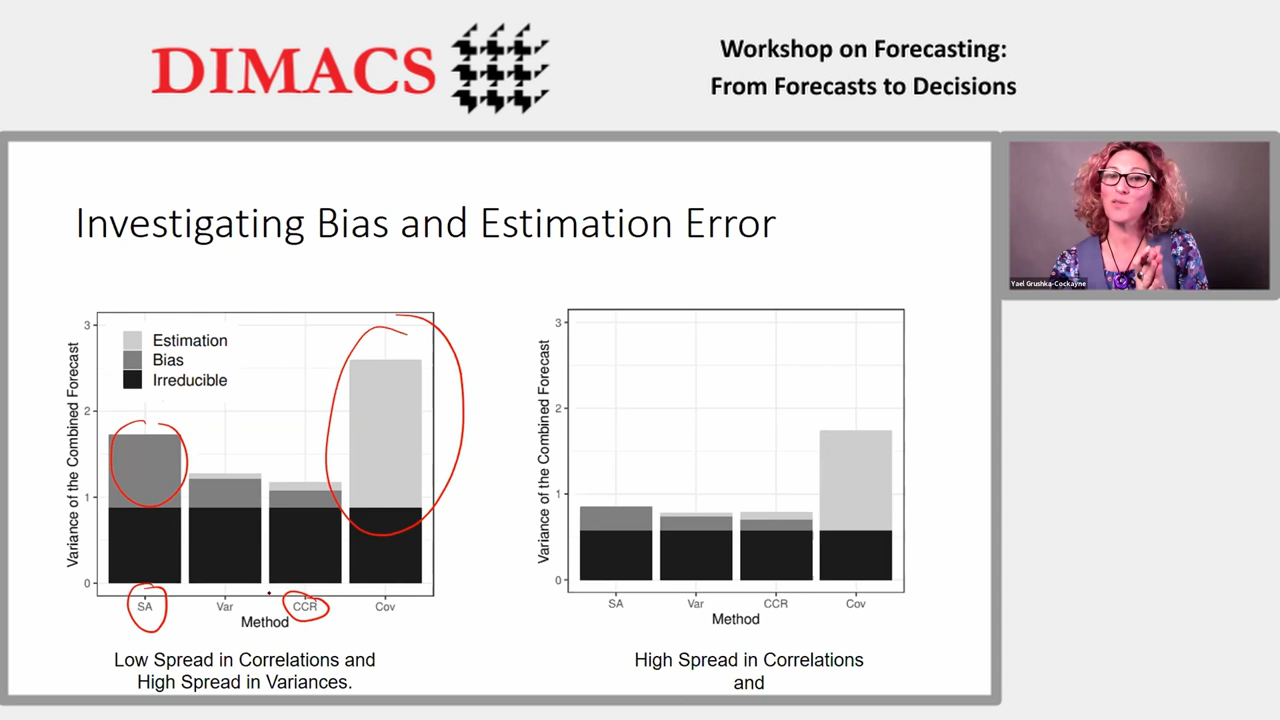 DIMACS
Workshop on Forecasting:
From Forecasts to Decisions
Yael Grushka-Cockayne
Investigating Bias and Estimation Error
Variance of the Combined Forecast
3
2
1
0
Estimation
Bias
Irreducible
SA Var CCR Cov
Method
Low Spread in Correlations and
High Spread in Variances.
Variance of the Combined Forecast
3
2
1
0
SA Var CCR Cov
Method
High Spread in Correlations
and